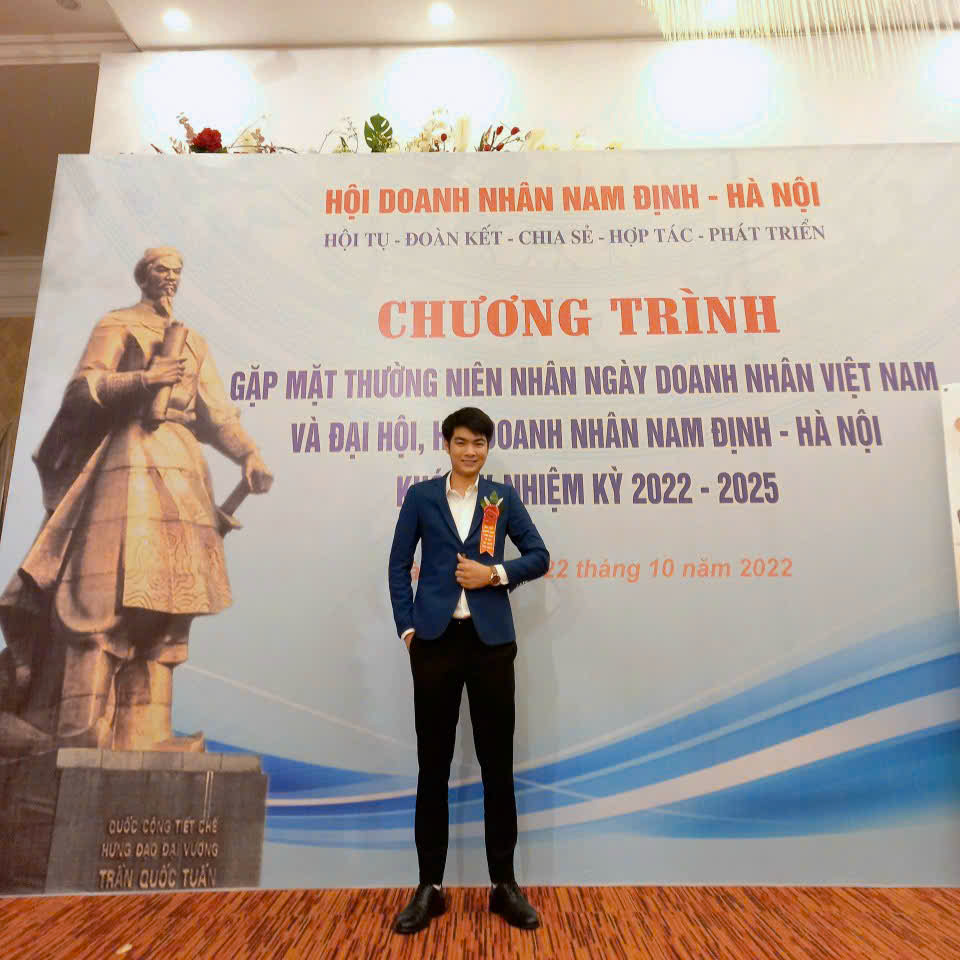 HỘI DOANH NHÂN NAM ĐỊNH - HÀ NỘI
HỘI TỤ - ĐOÀN KẾT - CHIA SẺ - HỢP TÁC - PHÁT TRIỂN
CHƯƠNG TRÌNH
GẶP MẶT THƯỜNG NIÊN NHÂN NGÀY DOANH NHÂN VIỆT NAM
VÀ ĐẠI HỘI, DOANH NHÂN NAM ĐỊNH - HÀ NỘI
NHIỆM KỲ 2022 - 2025
22 tháng 10 năm 2022
QUỐC CÔNG TIẾT CHẾ
HƯNG ĐẠO ĐẠI VƯƠNG
TRẦN QUỐC TUẤN